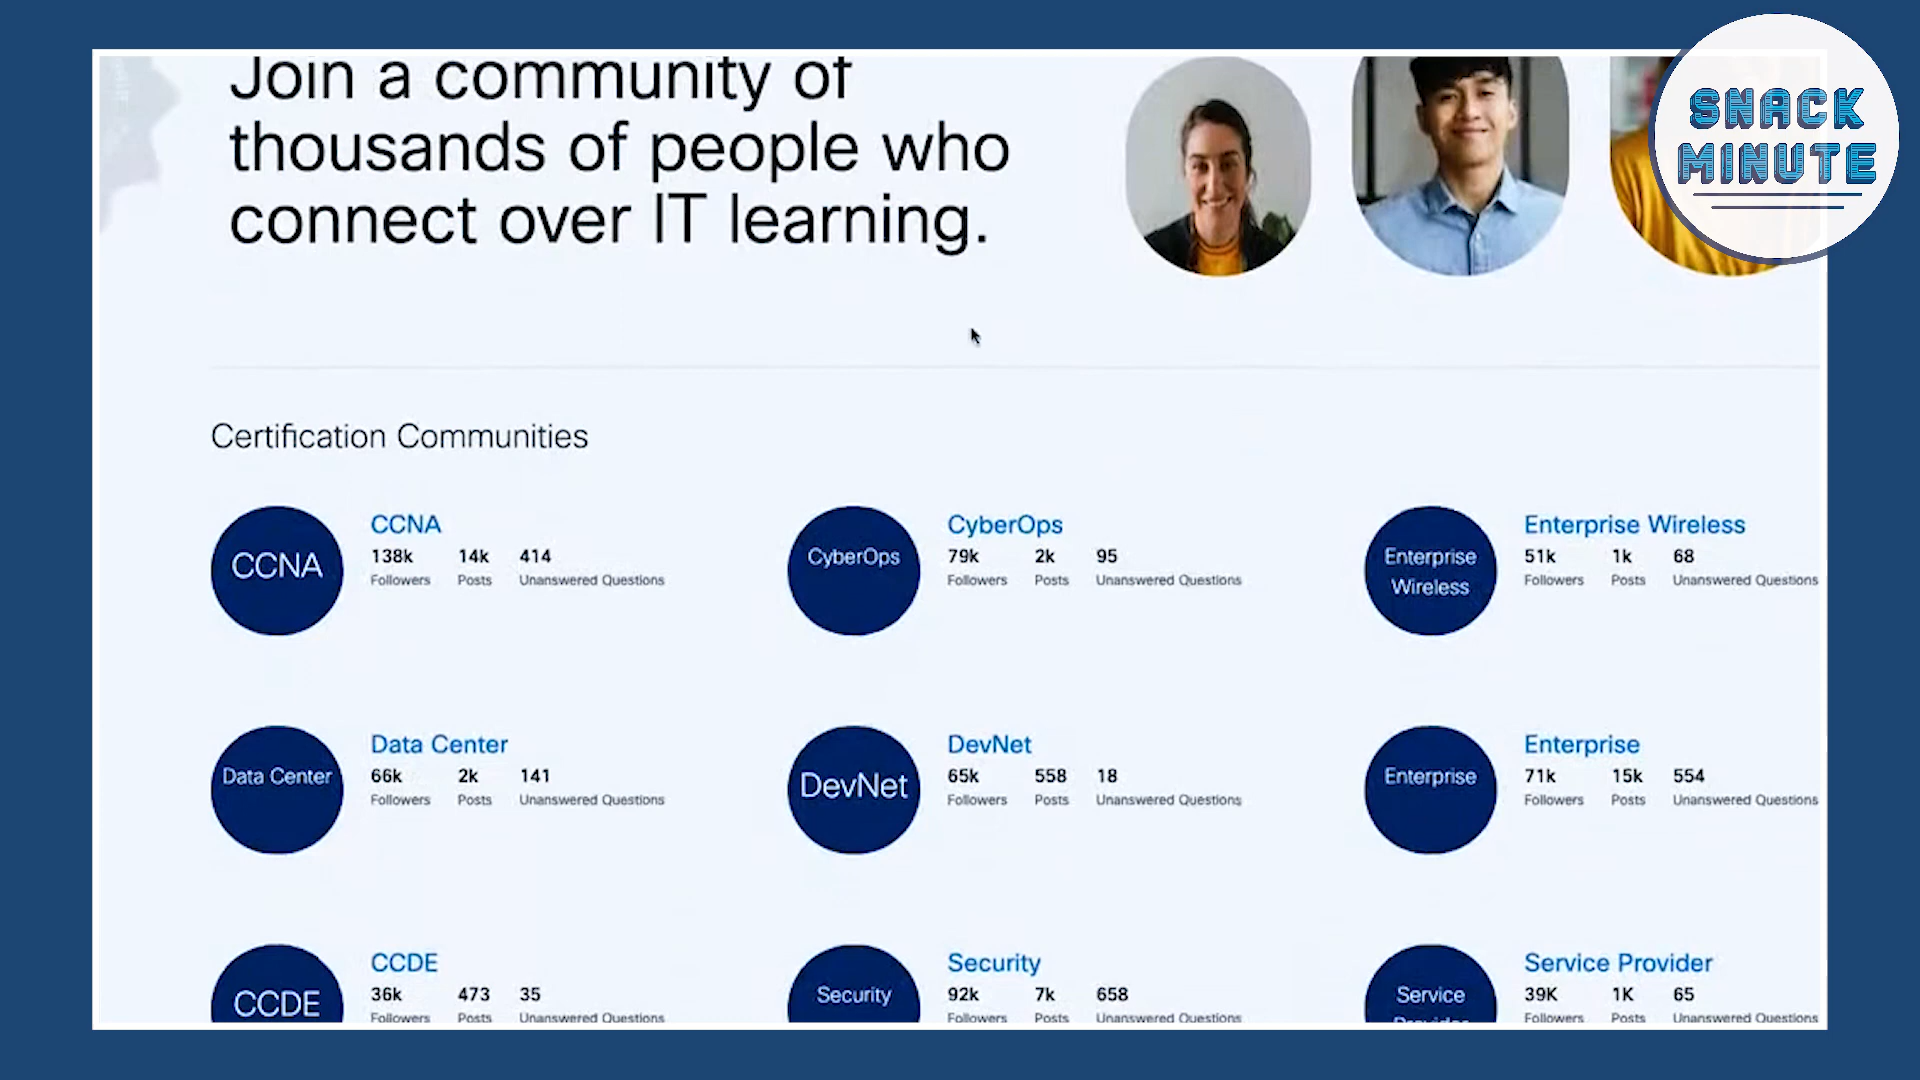 Join a community of
thousands of people who
connect over IT learning.
SNACK
MINUTE
Certification Communities
CCNA
CCNA
138k 14k 414
Followers Posts Unanswered Questions
CyberOps
CyberOps
79k 2k 95
Followers Posts Unanswered Questions
Enterprise
Wireless
Enterprise Wireless
51k 1k 68
Followers Posts Unanswered Questions
Data Center
Data Center
66k 2k 141
Followers Posts Unanswered Questions
DevNet
DevNet
65k 558 18
Followers Posts Unanswered Questions
Enterprise
Enterprise
71k 15k 554
Followers Posts Unanswered Questions
CCDE
CCDE
36k 473 35
Followers Posts Unanswered Questions
Security
Security
92k 7k 658
Followers Posts Unanswered Questions
Service
Provider
Service Provider
39K 1K 65
Followers Posts Unanswered Questions